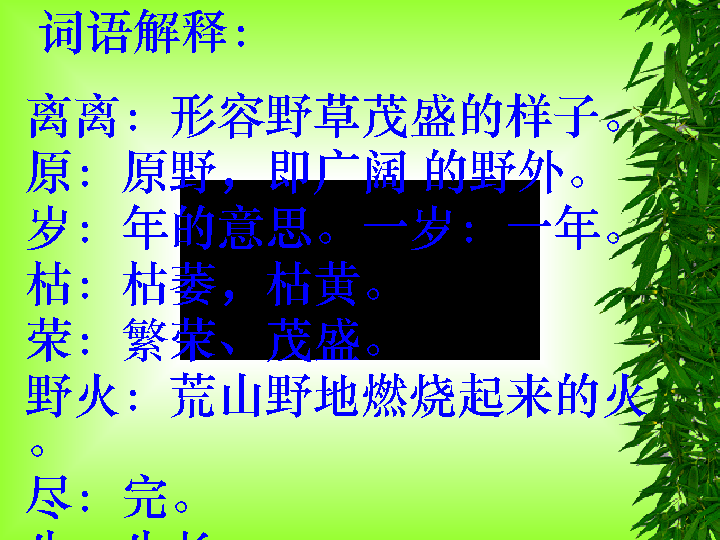 词语解释：
离离：形容野草茂盛的样子。
原：原野，即广阔 的野外。
岁：年的意思。一岁：一年。
枯：枯萎，枯黄。
荣：繁荣、茂盛。
野火：荒山野地燃烧起来的火
。
尽：完。